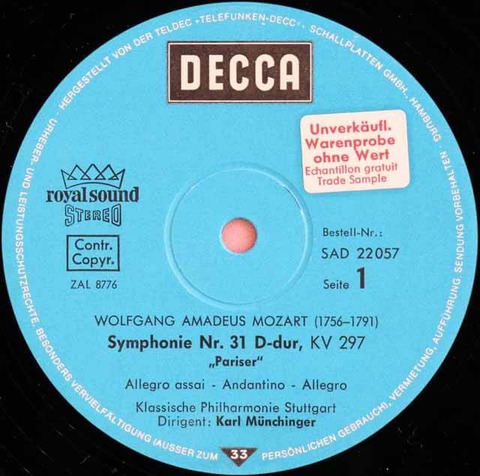 · HERGESTELLT VON DER TELDEC »TELEFUNKEN-DECCA« SCHALLPLATTEN GMBH., HAMBURG ·
URHEBER- UND LEISTUNGSSCHUTZRECHTE, BESONDERS VERVIELFÄLTIGUNG (AUSSER ZUM PERSÖNLICHEN GEBRAUCH), VERMIETUNG, AUFFÜHRUNG, SENDUNG VORBEHALTEN ·
DECCA
Unverkäufl.
Warenprobe
ohne Wert
Echantillon gratuit
Trade Sample
royal sound
STEREO
Contr.
Copyr.
ZAL 8776
Bestell-Nr.:
SAD 22057
Seite 1
WOLFGANG AMADEUS MOZART (1756–1791)
Symphonie Nr. 31 D-dur, KV 297
„Pariser“
Allegro assai - Andantino - Allegro
Klassische Philharmonie Stuttgart
Dirigent: Karl Münchinger
33